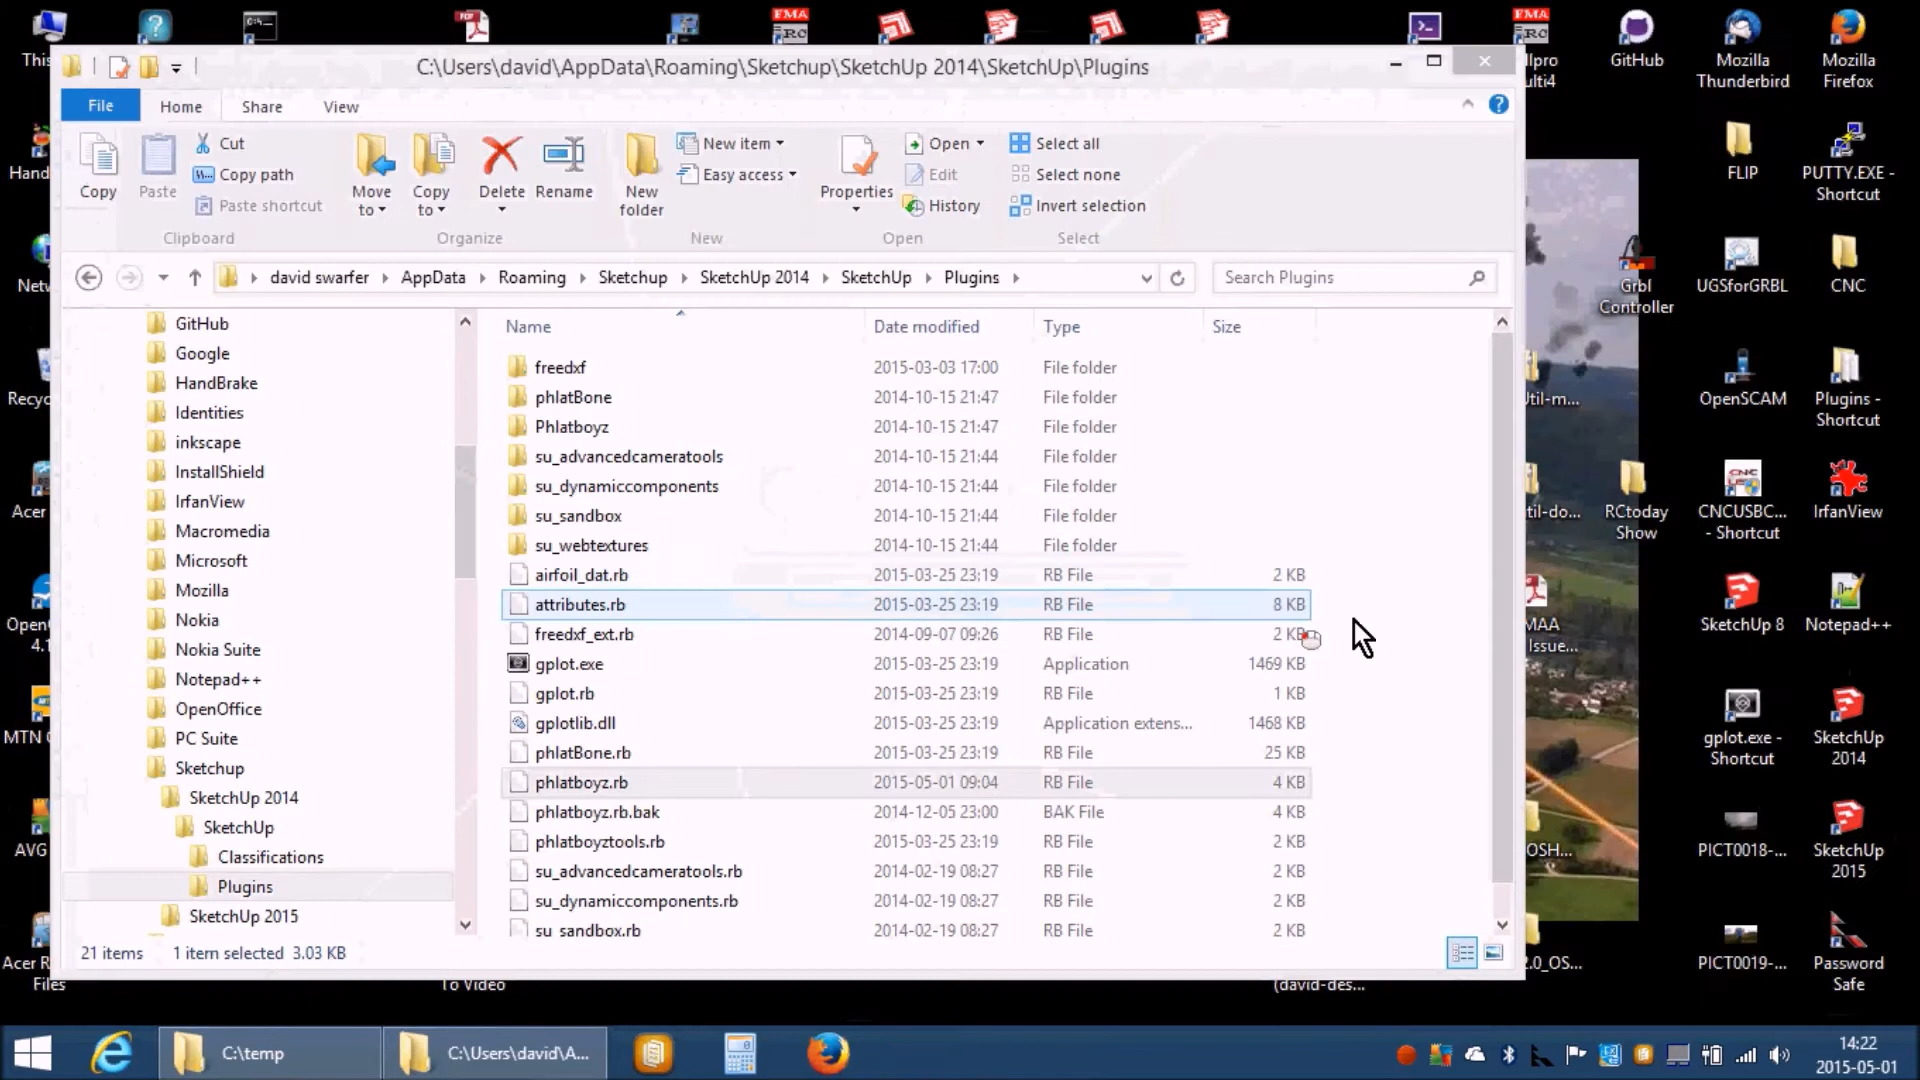 C:\Users\david\AppData\Roaming\Sketchup\SketchUp 2014\SketchUp\Plugins
File
Home
Share
View
Copy
Paste
Cut
Copy path
Paste shortcut
Clipboard
Move to
Copy to
Delete
Rename
Organize
New folder
New item
Easy access
New
Properties
Open
Edit
History
Open
Select all
Select none
Invert selection
Select
david swarfer
AppData
Roaming
Sketchup
SketchUp 2014
SketchUp
Plugins
Search Plugins
GitHub
Google
HandBrake
Identities
inkscape
InstallShield
IrfanView
Macromedia
Microsoft
Mozilla
Nokia
Nokia Suite
Notepad++
OpenOffice
PC Suite
Sketchup
SketchUp 2014
SketchUp
Classifications
Plugins
SketchUp 2015
Name Date modified Type Size
freedxf 2015-03-03 17:00 File folder
phlatBone 2014-10-15 21:47 File folder
Phlatboyz 2014-10-15 21:47 File folder
su_advancedcameratools 2014-10-15 21:44 File folder
su_dynamiccomponents 2014-10-15 21:44 File folder
su_sandbox 2014-10-15 21:44 File folder
su_webtextures 2014-10-15 21:44 File folder
airfoil_dat.rb 2015-03-25 23:19 RB File 2 KB
attributes.rb 2015-03-25 23:19 RB File 8 KB
freedxf_ext.rb 2014-09-07 09:26 RB File 2 KB
gplot.exe 2015-03-25 23:19 Application 1469 KB
gplot.rb 2015-03-25 23:19 RB File 1 KB
gplotlib.dll 2015-03-25 23:19 Application extens... 1468 KB
phlatBone.rb 2015-03-25 23:19 RB File 25 KB
phlatboyz.rb 2015-05-01 09:04 RB File 4 KB
phlatboyz.rb.bak 2014-12-05 23:00 BAK File 4 KB
phlatboyztools.rb 2015-03-25 23:19 RB File 2 KB
su_advancedcameratools.rb 2014-02-19 08:27 RB File 2 KB
su_dynamiccomponents.rb 2014-02-19 08:27 RB File 2 KB
su_sandbox.rb 2014-02-19 08:27 RB File 2 KB
21 items 1 item selected 3.03 KB
GitHub
Mozilla Thunderbird
Mozilla Firefox
FLIP
PUTTY.EXE - Shortcut
Grbl Controller
UGSforGRBL
CNC
OpenSCAM
Plugins - Shortcut
RCtoday Show
CNCUSBC... - Shortcut
IrfanView
MAA
Issue...
SketchUp 8
Notepad++
gplot.exe - Shortcut
SketchUp 2014
PICT0018-...
SketchUp 2015
PICT0019-...
Password Safe
Acer
MTN
AVG
Files
To Video
(david-des...
C:\temp
C:\Users\david\A...
14:22
2015-05-01